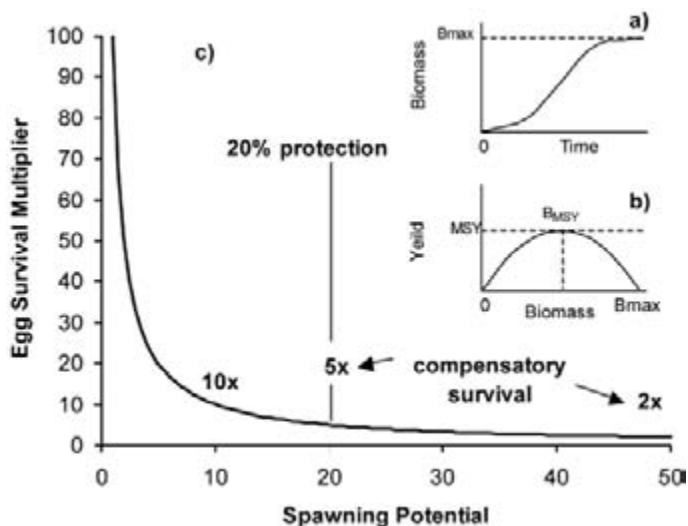 100
90
80
70
60
50
40
30
20
10
0
Egg Survival Multiplier
c)
20% protection
10x
5x
compensatory
survival
2x
0
10
20
30
40
50
Spawning Potential
a)
Bmax
Biomass
0
Time
b)
MSY
BMSY
Yeild
0
Biomass
Bmax